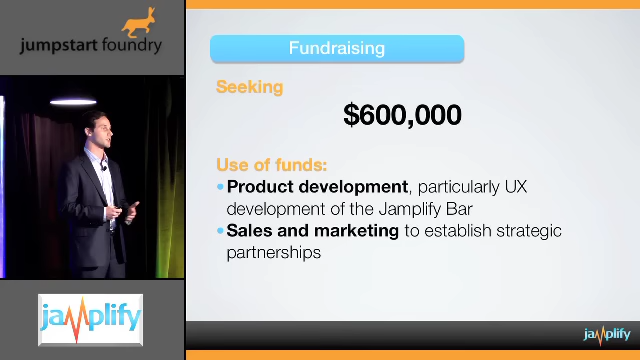 jumpstart foundry
Fundraising
Seeking
$600,000
Use of funds:
• Product development, particularly UX
development of the Jamplify Bar
• Sales and marketing to establish strategic
partnerships
jamplify
jamplify